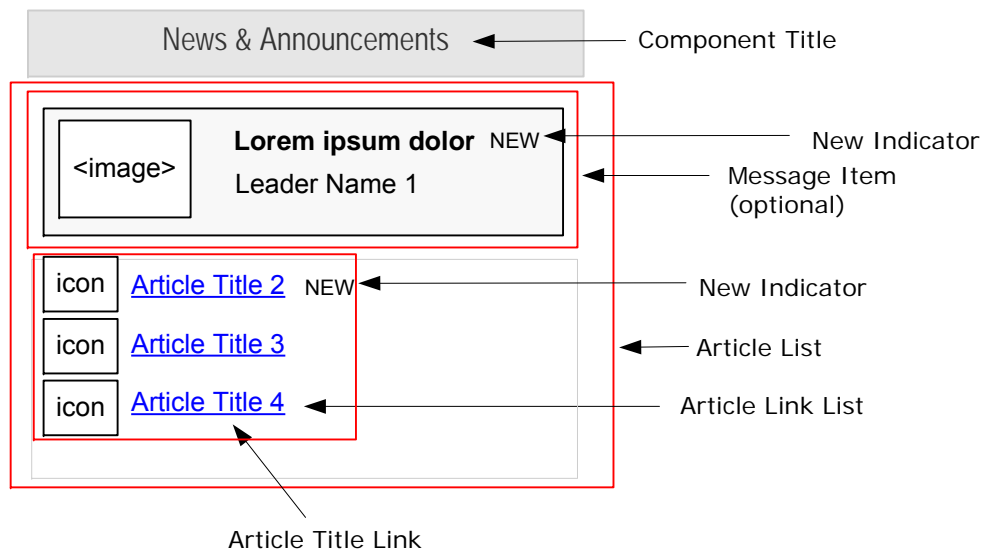 News & Announcements
Component Title
<image>
Lorem ipsum dolor NEW
Leader Name 1
New Indicator
Message Item
(optional)
icon Article Title 2 NEW
New Indicator
icon Article Title 3
Article List
icon Article Title 4
Article Link List
Article Title Link